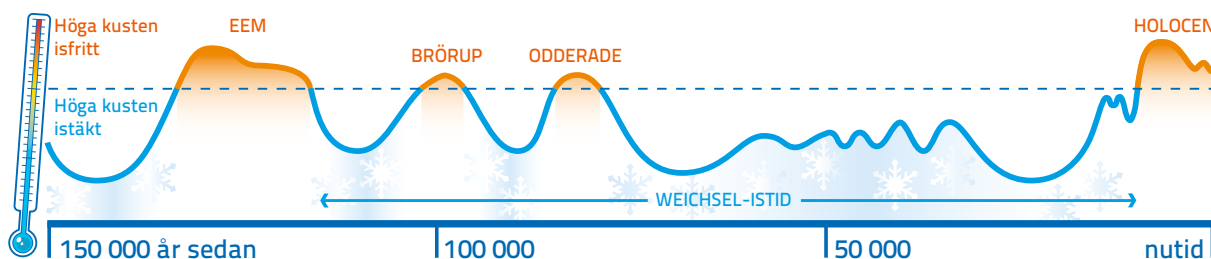 Höga kusten
isfritt
EEM
BRÖRUP
ODDERADE
HOLOCEN
Höga kusten
istäkt
WEICHSEL-ISTID
150 000 år sedan
100 000
50 000
nutid